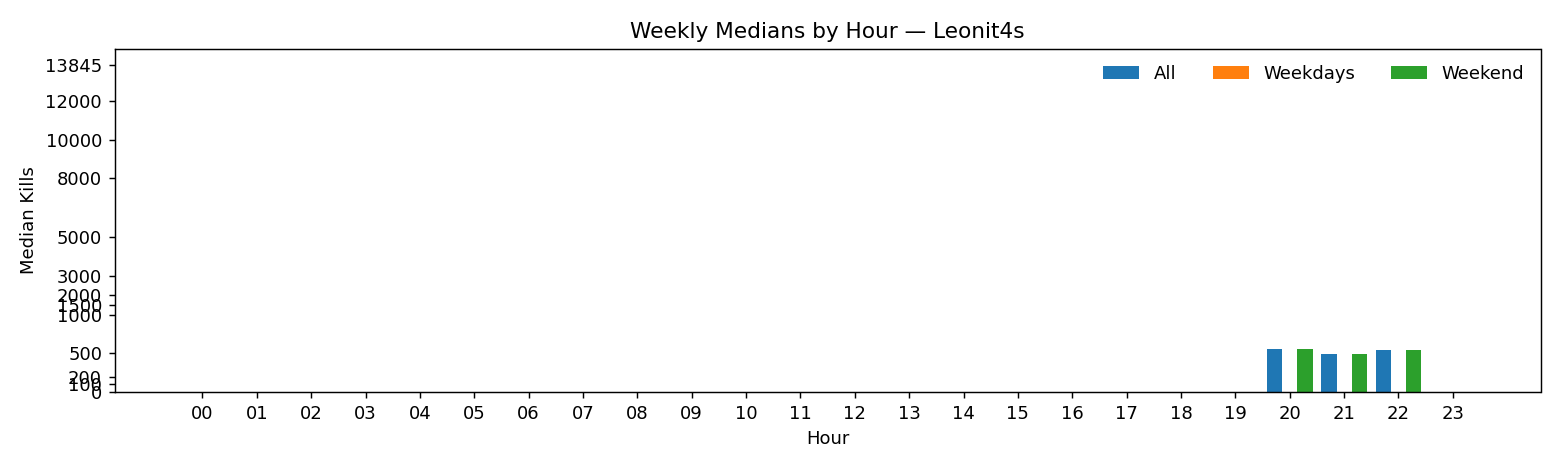 Weekly Medians by Hour — Leonit4s
All Weekdays Weekend
Median Kills
13845
12000
10000
8000
5000
3000
2000
1500
1000
500
200
100
0
00 01 02 03 04 05 06 07 08 09 10 11 12 13 14 15 16 17 18 19 20 21 22 23
Hour